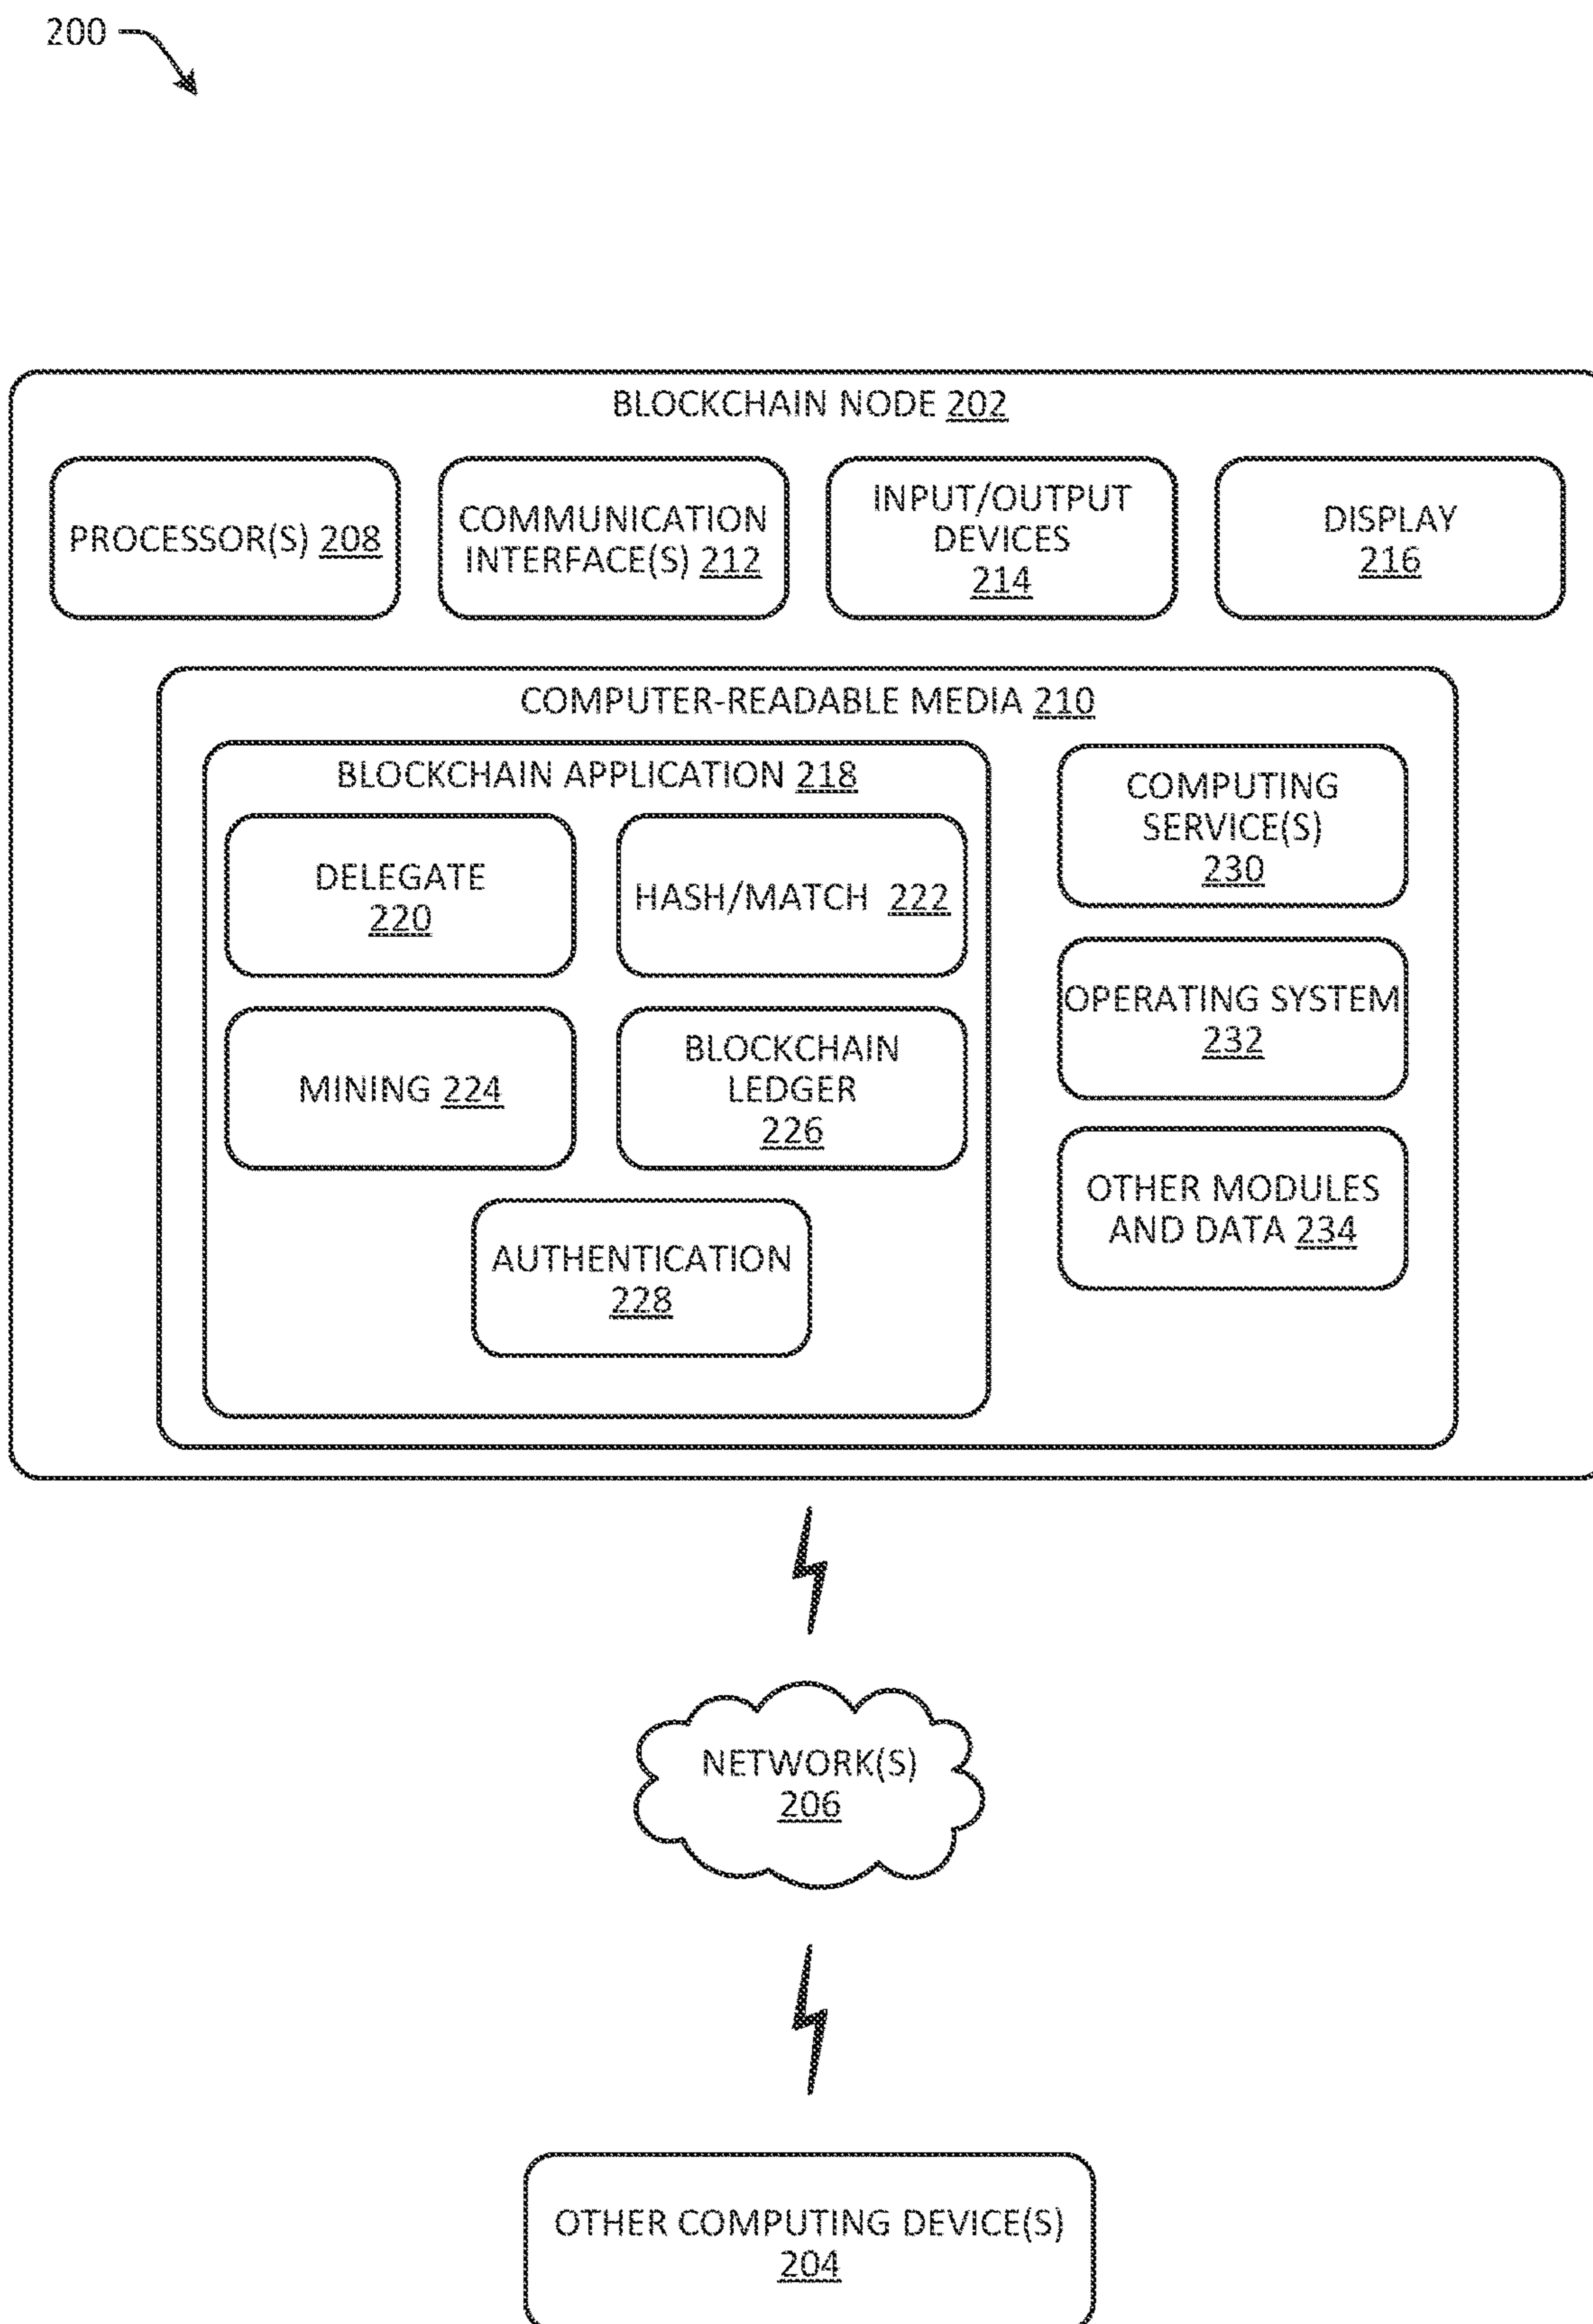 200
BLOCKCHAIN NODE 202
PROCESSOR(S) 208
COMMUNICATION
INTERFACE(S) 212
INPUT/OUTPUT
DEVICES
214
DISPLAY
216
COMPUTER-READABLE MEDIA 210
BLOCKCHAIN APPLICATION 218
DELEGATE
220
HASH/MATCH 222
MINING 224
BLOCKCHAIN
LEDGER
226
AUTHENTICATION
228
COMPUTING
SERVICE(S)
230
OPERATING SYSTEM
232
OTHER MODULES
AND DATA 234
NETWORK(S)
206
OTHER COMPUTING DEVICE(S)
204